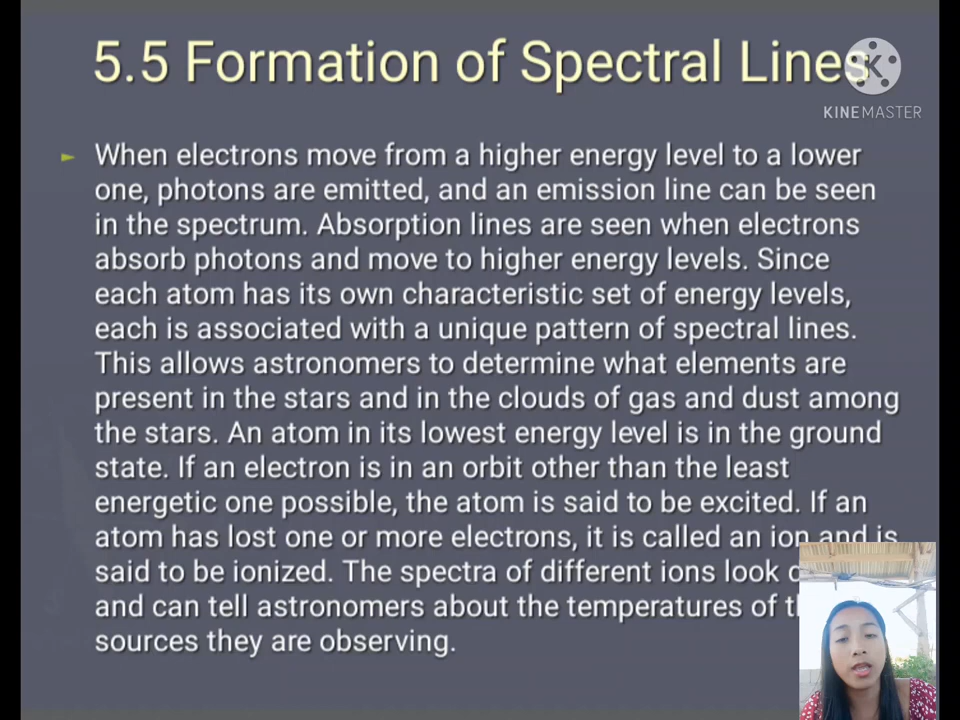 5.5 Formation of Spectral Lines
KINEMASTER
► When electrons move from a higher energy level to a lower
one, photons are emitted, and an emission line can be seen
in the spectrum. Absorption lines are seen when electrons
absorb photons and move to higher energy levels. Since
each atom has its own characteristic set of energy levels,
each is associated with a unique pattern of spectral lines.
This allows astronomers to determine what elements are
present in the stars and in the clouds of gas and dust among
the stars. An atom in its lowest energy level is in the ground
state. If an electron is in an orbit other than the least
energetic one possible, the atom is said to be excited. If an
atom has lost one or more electrons, it is called an ion and is
said to be ionized. The spectra of different ions look
and can tell astronomers about the temperatures of
sources they are observing.